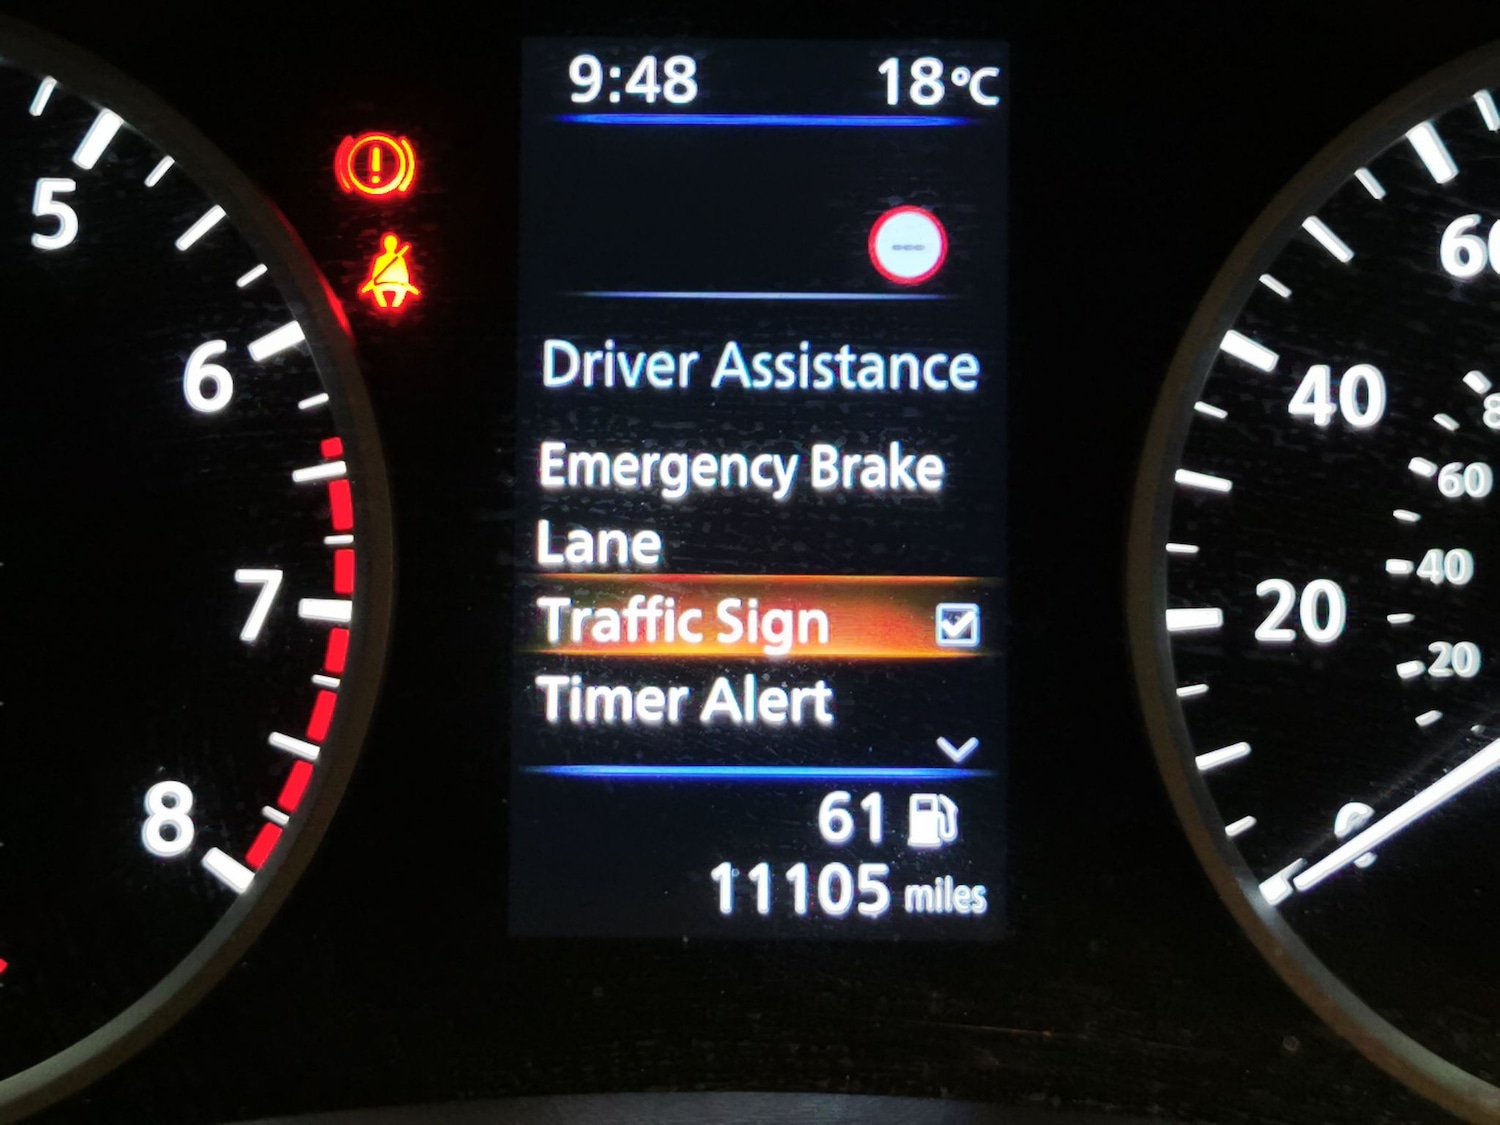 9:48 18°C
---
Driver Assistance
Emergency Brake
Lane
Traffic Sign
Timer Alert
61
11105 miles
5
6
7
8
60
40
20
0
60
40
20